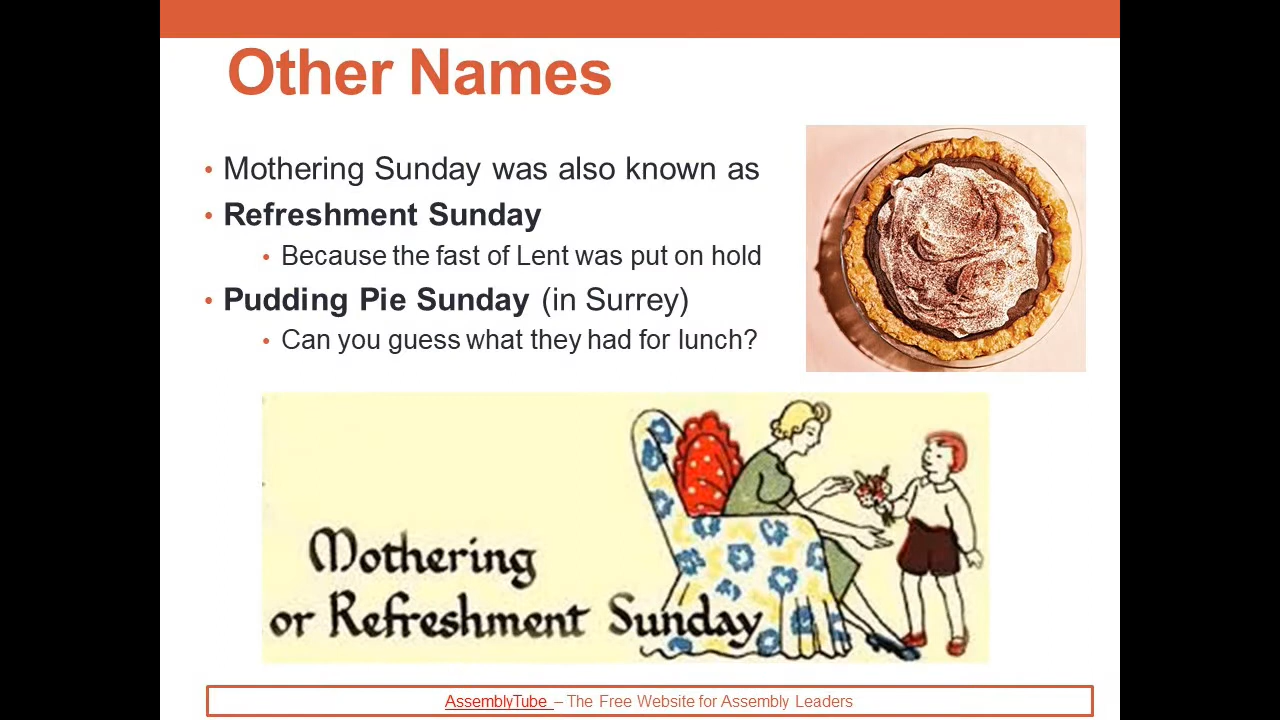 Other Names
• Mothering Sunday was also known as
• Refreshment Sunday
• Because the fast of Lent was put on hold
• Pudding Pie Sunday (in Surrey)
• Can you guess what they had for lunch?
Mothering
or Refreshment Sunday
AssemblyTube – The Free Website for Assembly Leaders